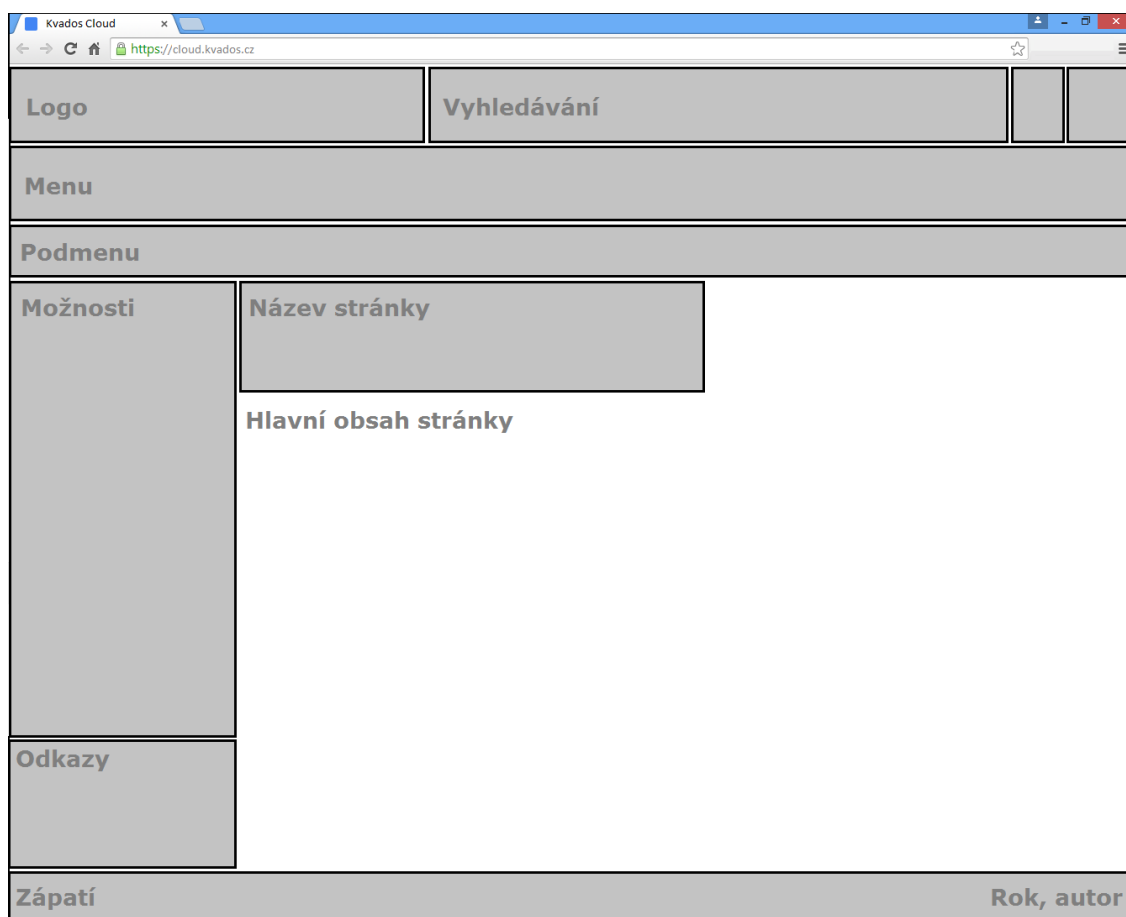 Kvados Cloud
https://cloud.kvados.cz
Logo
Vyhledávání
Menu
Podmenu
Možnosti
Název stránky
Hlavní obsah stránky
Odkazy
Zápatí
Rok, autor